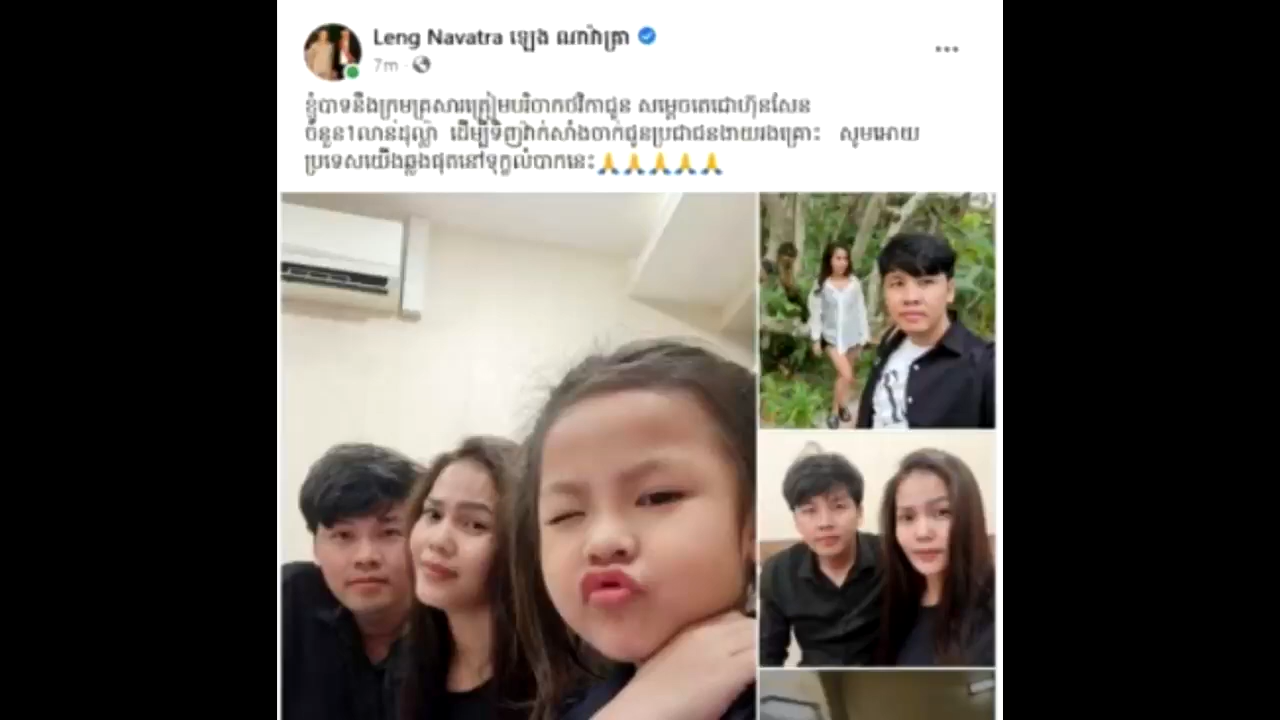 Leng Navatra ឡេង ណាវ៉ាត្រា
7m ·
ខ្ញុំបាទនឹងក្រុមគ្រួសារត្រៀមបរិចាកថវិកាជូន សម្ដេចតេជោហ៊ុនសែន
ចំនួន1លានដុល្លា ដើម្បីទិញវ៉ាក់សាំងចាក់ជូនប្រជាជនងាយរងគ្រោះ សូមអោយ
ប្រទេសយើងឆ្លងផុតនៅទុក្ខលំបាកនេះ🙏🙏🙏🙏🙏